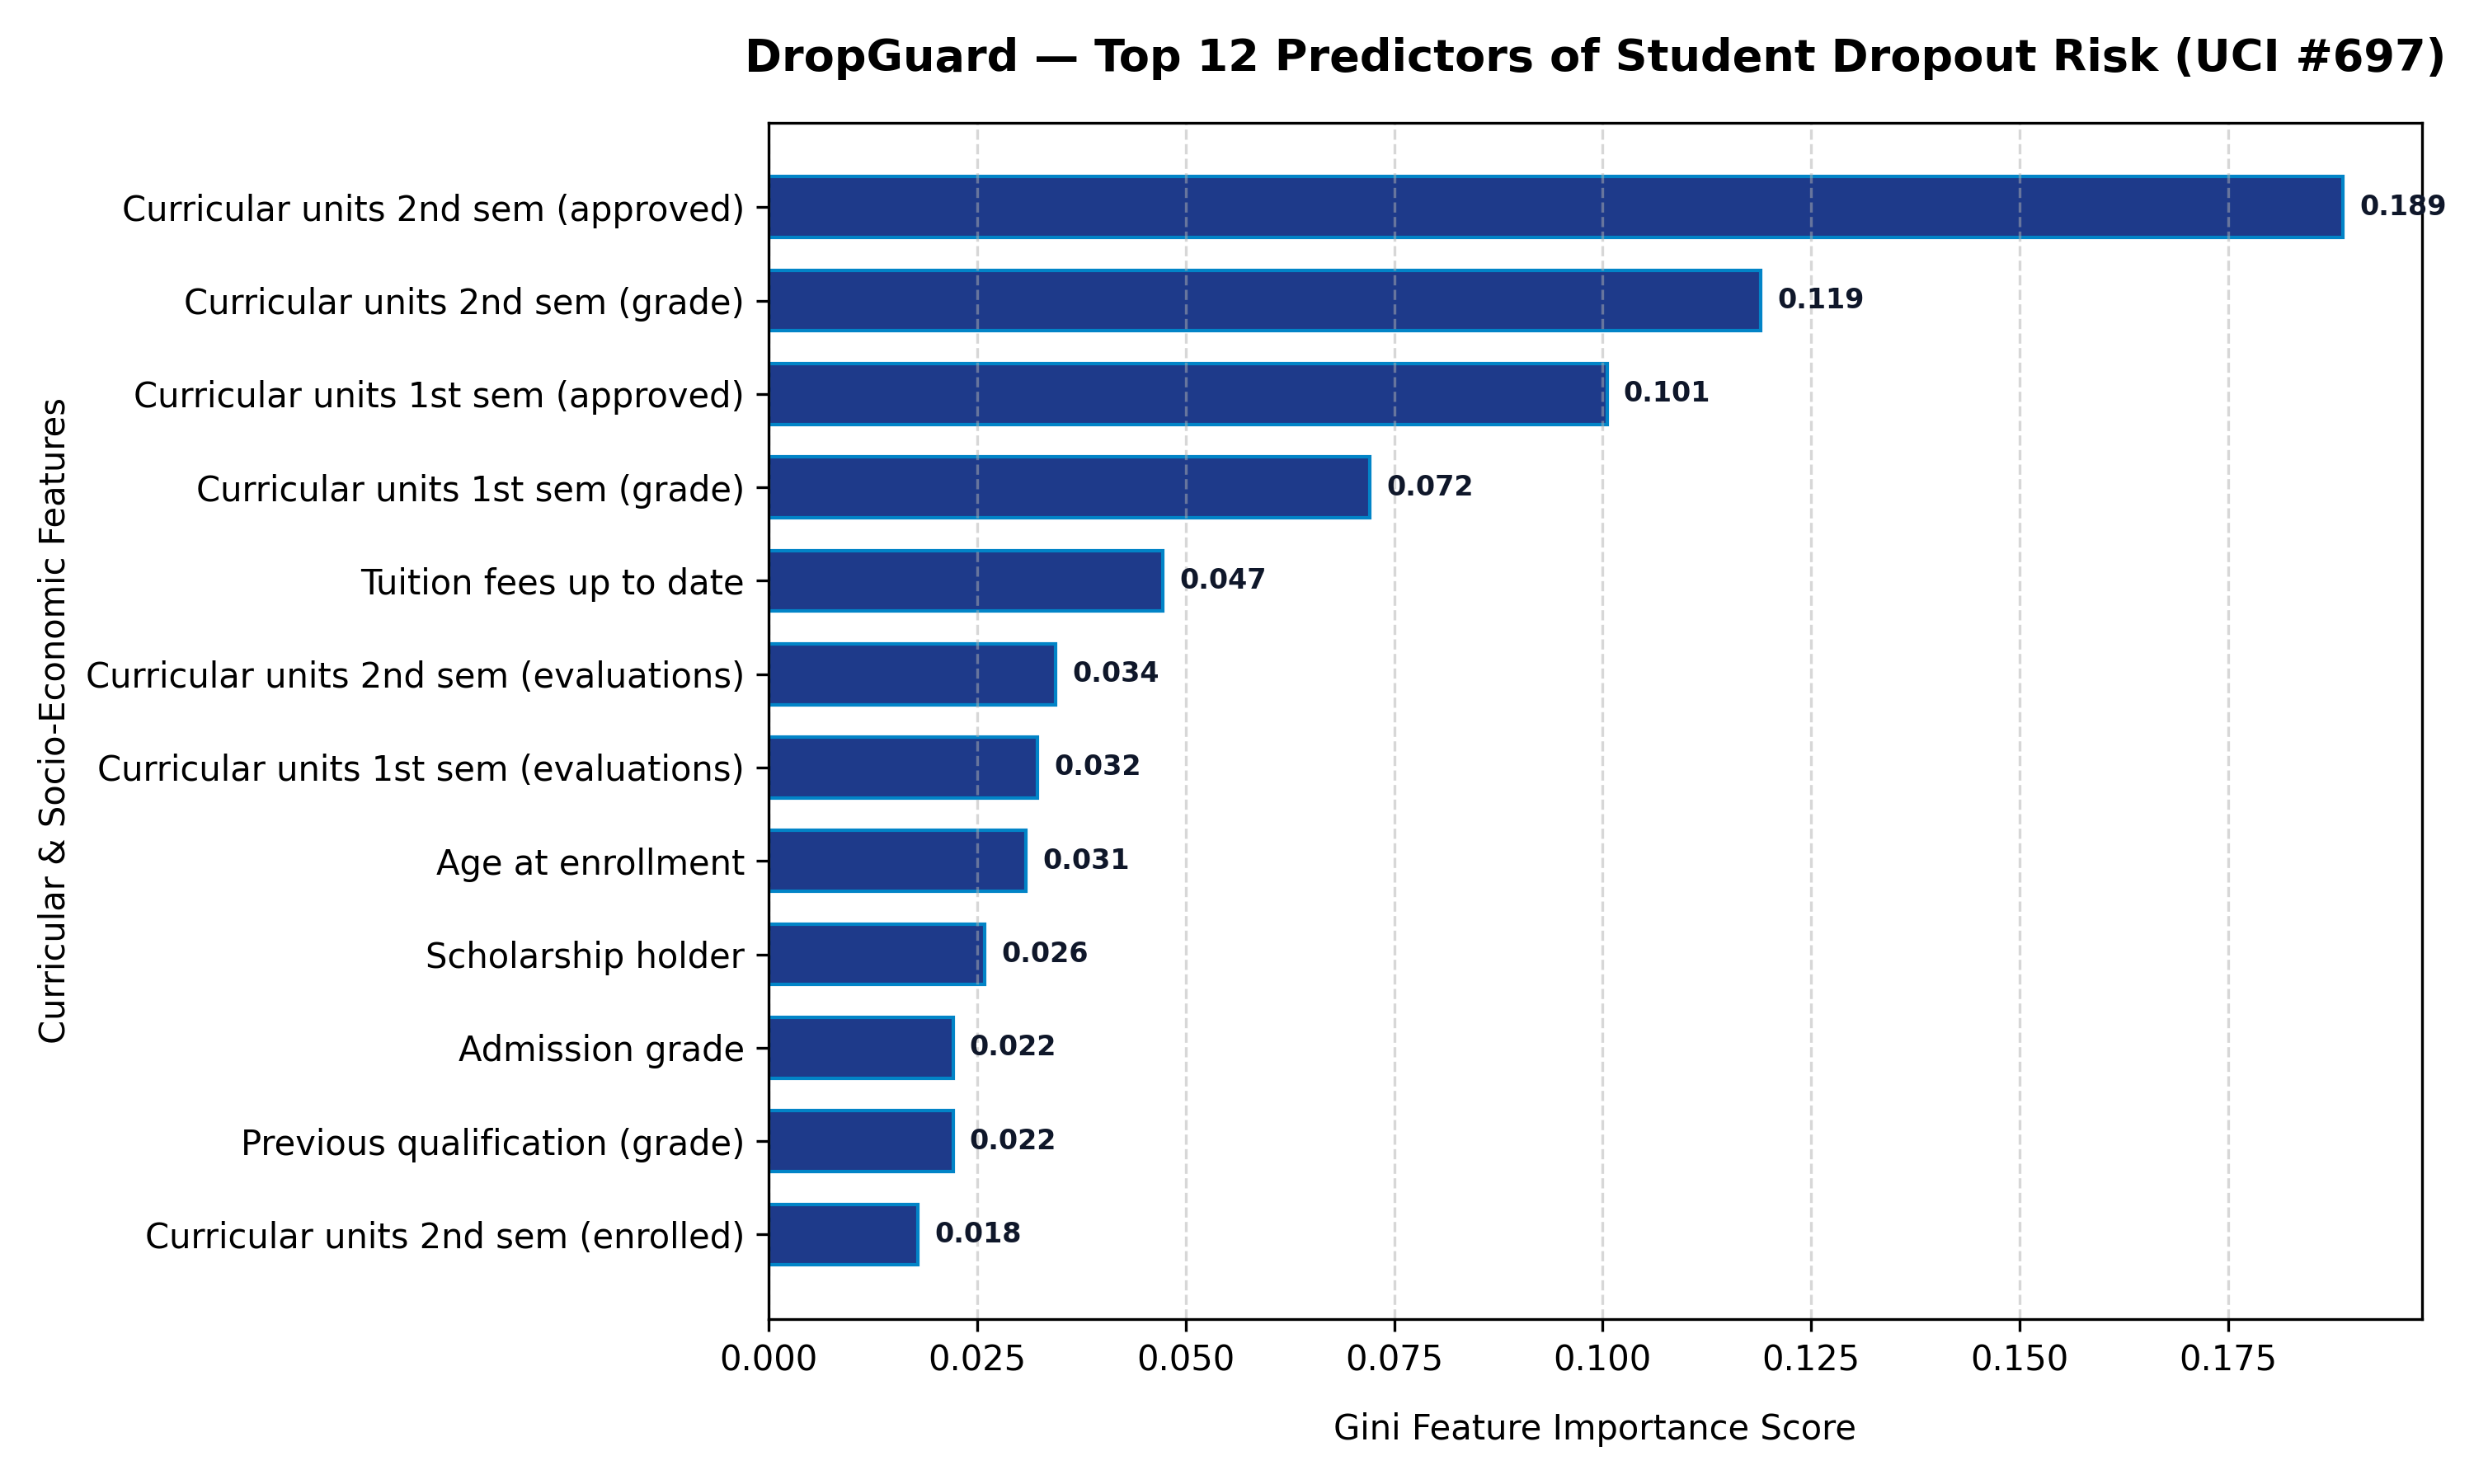 DropGuard — Top 12 Predictors of Student Dropout Risk (UCI #697)
Curricular & Socio-Economic Features
Curricular units 2nd sem (approved) 0.189
Curricular units 2nd sem (grade) 0.119
Curricular units 1st sem (approved) 0.101
Curricular units 1st sem (grade) 0.072
Tuition fees up to date 0.047
Curricular units 2nd sem (evaluations) 0.034
Curricular units 1st sem (evaluations) 0.032
Age at enrollment 0.031
Scholarship holder 0.026
Admission grade 0.022
Previous qualification (grade) 0.022
Curricular units 2nd sem (enrolled) 0.018
0.000 0.025 0.050 0.075 0.100 0.125 0.150 0.175
Gini Feature Importance Score